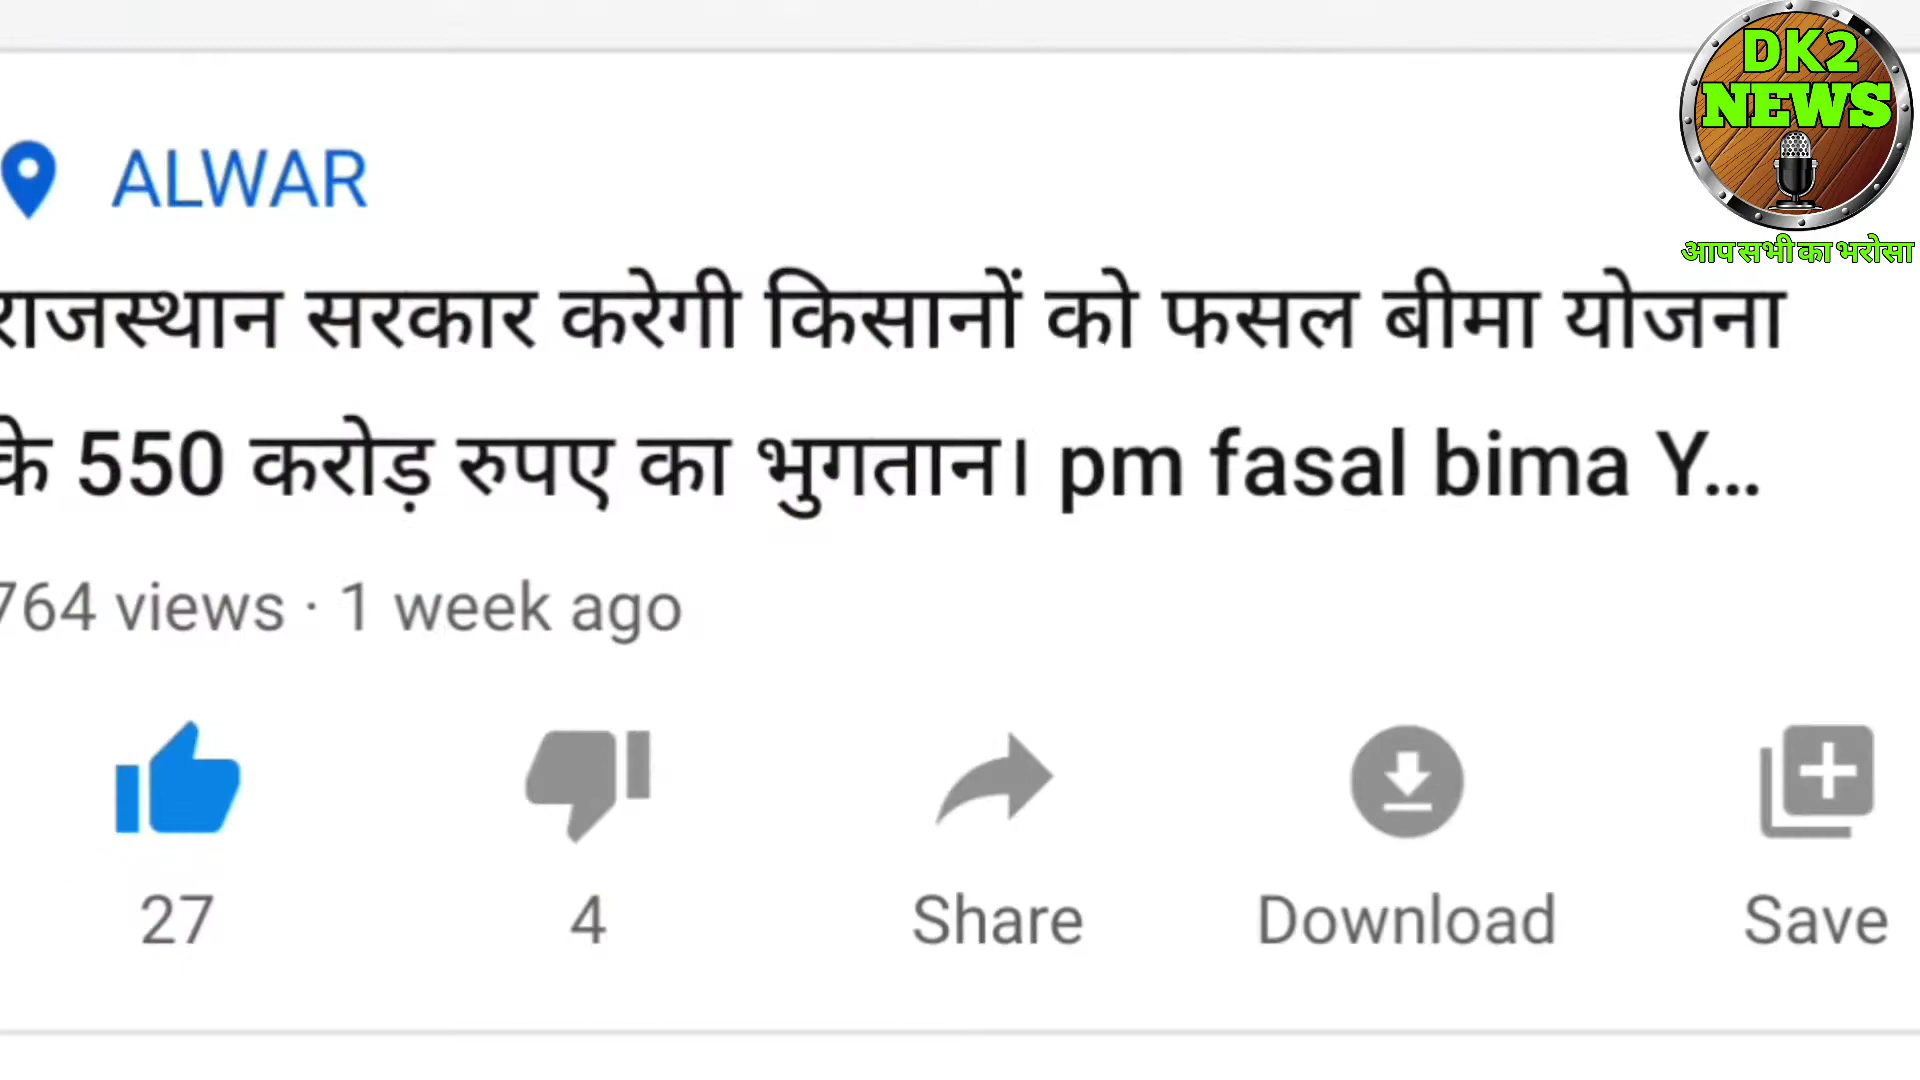 DK2
NEWS
आप सभी का भरोसा
ALWAR
राजस्थान सरकार करेगी किसानों को फसल बीमा योजना
के 550 करोड़ रुपए का भुगतान। pm fasal bima Y...
764 views · 1 week ago
27
4
Share
Download
Save